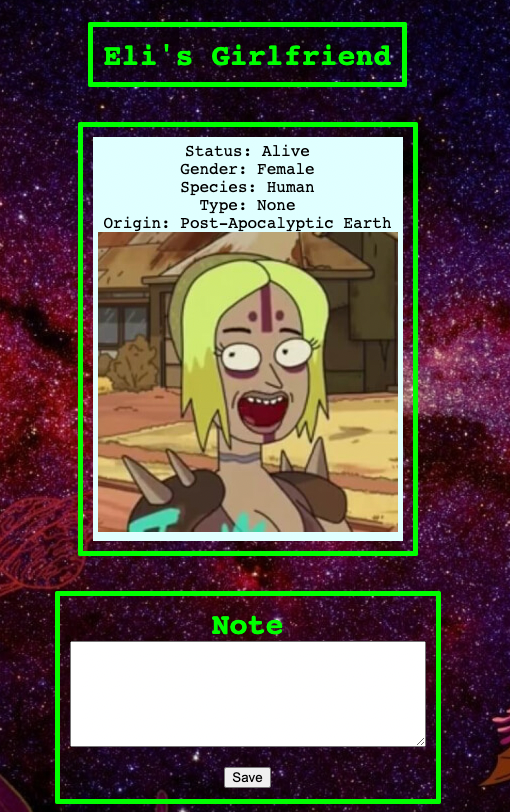 Eli's Girlfriend
Status: Alive
Gender: Female
Species: Human
Type: None
Origin: Post-Apocalyptic Earth
Note
Save